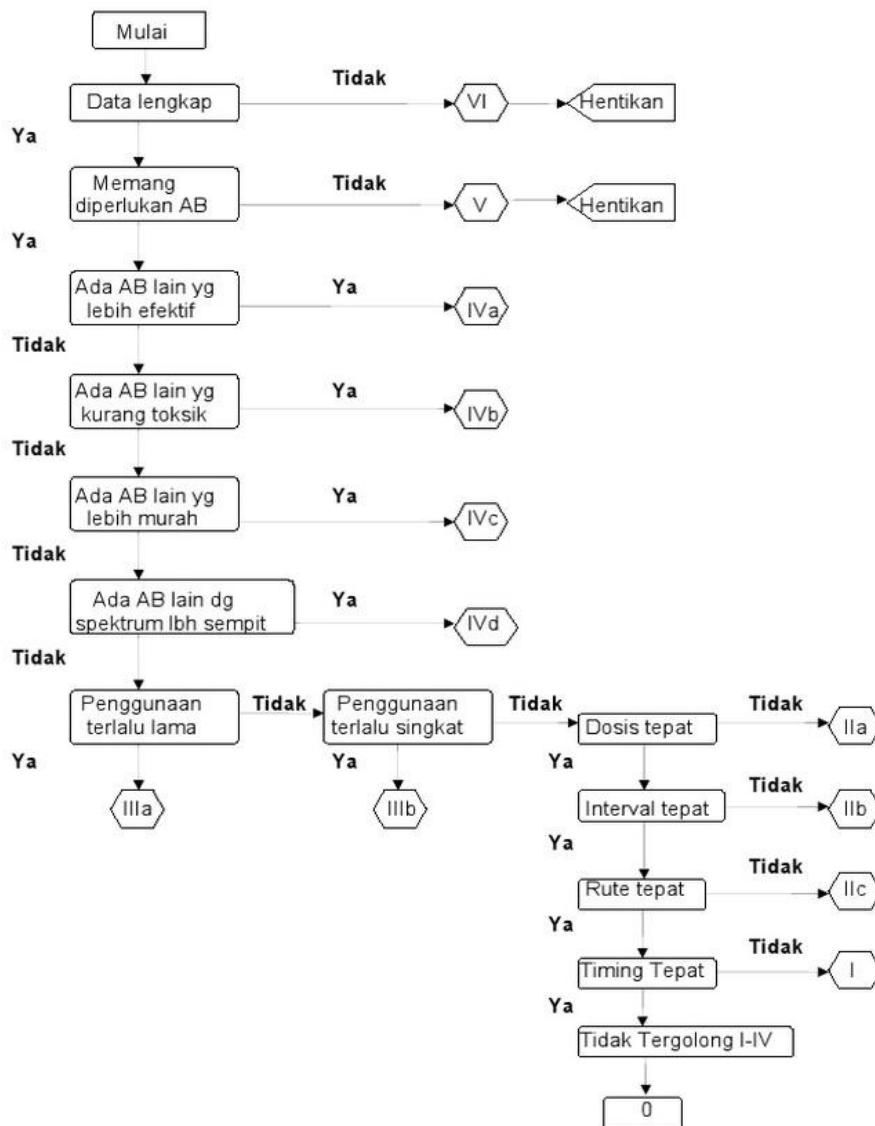 Mulai
Tidak
Data lengkap
VI
Hentikan
Ya
Memang
diperlukan AB
Tidak
V
Hentikan
Ya
Ada AB lain yg
lebih efektif
Ya
IVa
Tidak
Ada AB lain yg
kurang toksik
Ya
IVb
Tidak
Ada AB lain yg
lebih murah
Ya
IVc
Tidak
Ada AB lain dg
spektrum lbh sempit
Ya
IVd
Tidak
Penggunaan
terlalu lama
Tidak
Penggunaan
terlalu singkat
Tidak
Dosis tepat
Tidak
IIa
Ya
IIIa
Ya
IIIb
Ya
Interval tepat
Tidak
IIb
Ya
Rute tepat
Tidak
IIc
Ya
Timing Tepat
Tidak
I
Ya
Tidak Tergolong I-IV
0